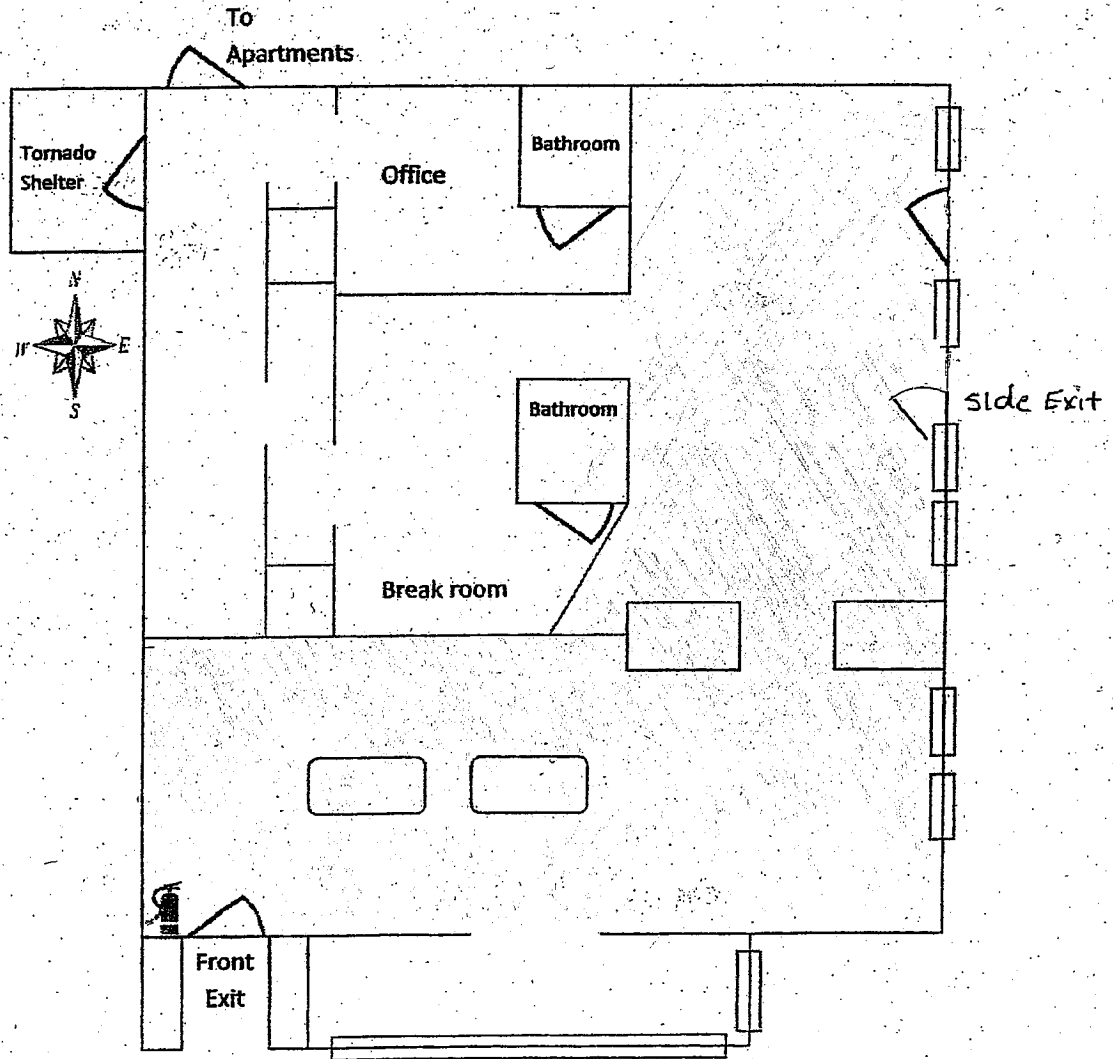 To
Apartments
Tornado
Shelter
Office
Bathroom
N
W
E
S
Bathroom
Side Exit
Break room
Front
Exit